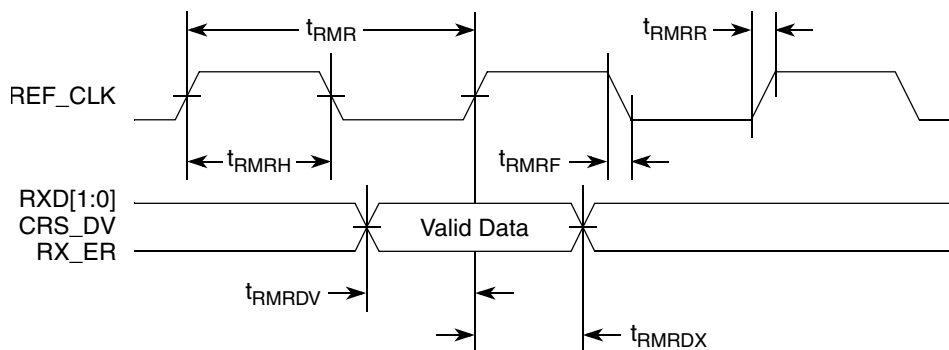 tRMR
tRMRR
REF_CLK
tRMRH
tRMRF
RXD[1:0]
CRS_DV
Valid Data
RX_ER
tRMRDV
tRMRDX